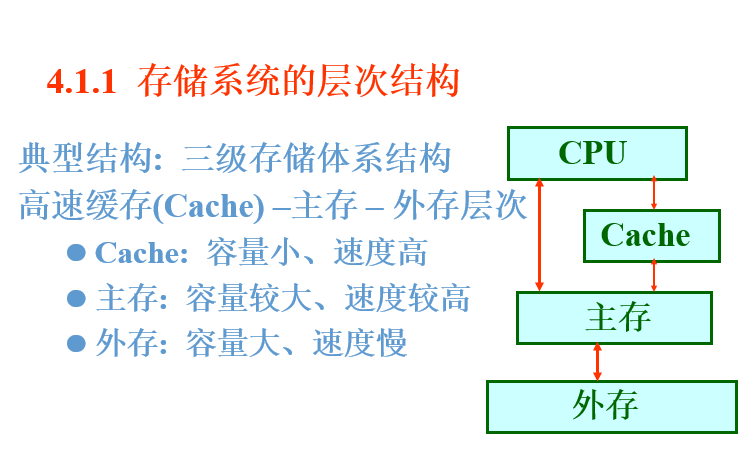 4.1.1 存储系统的层次结构
典型结构: 三级存储体系结构
高速缓存(Cache) –主存 – 外存层次
● Cache: 容量小、速度高
● 主存: 容量较大、速度较高
● 外存: 容量大、速度慢
CPU
Cache
主存
外存